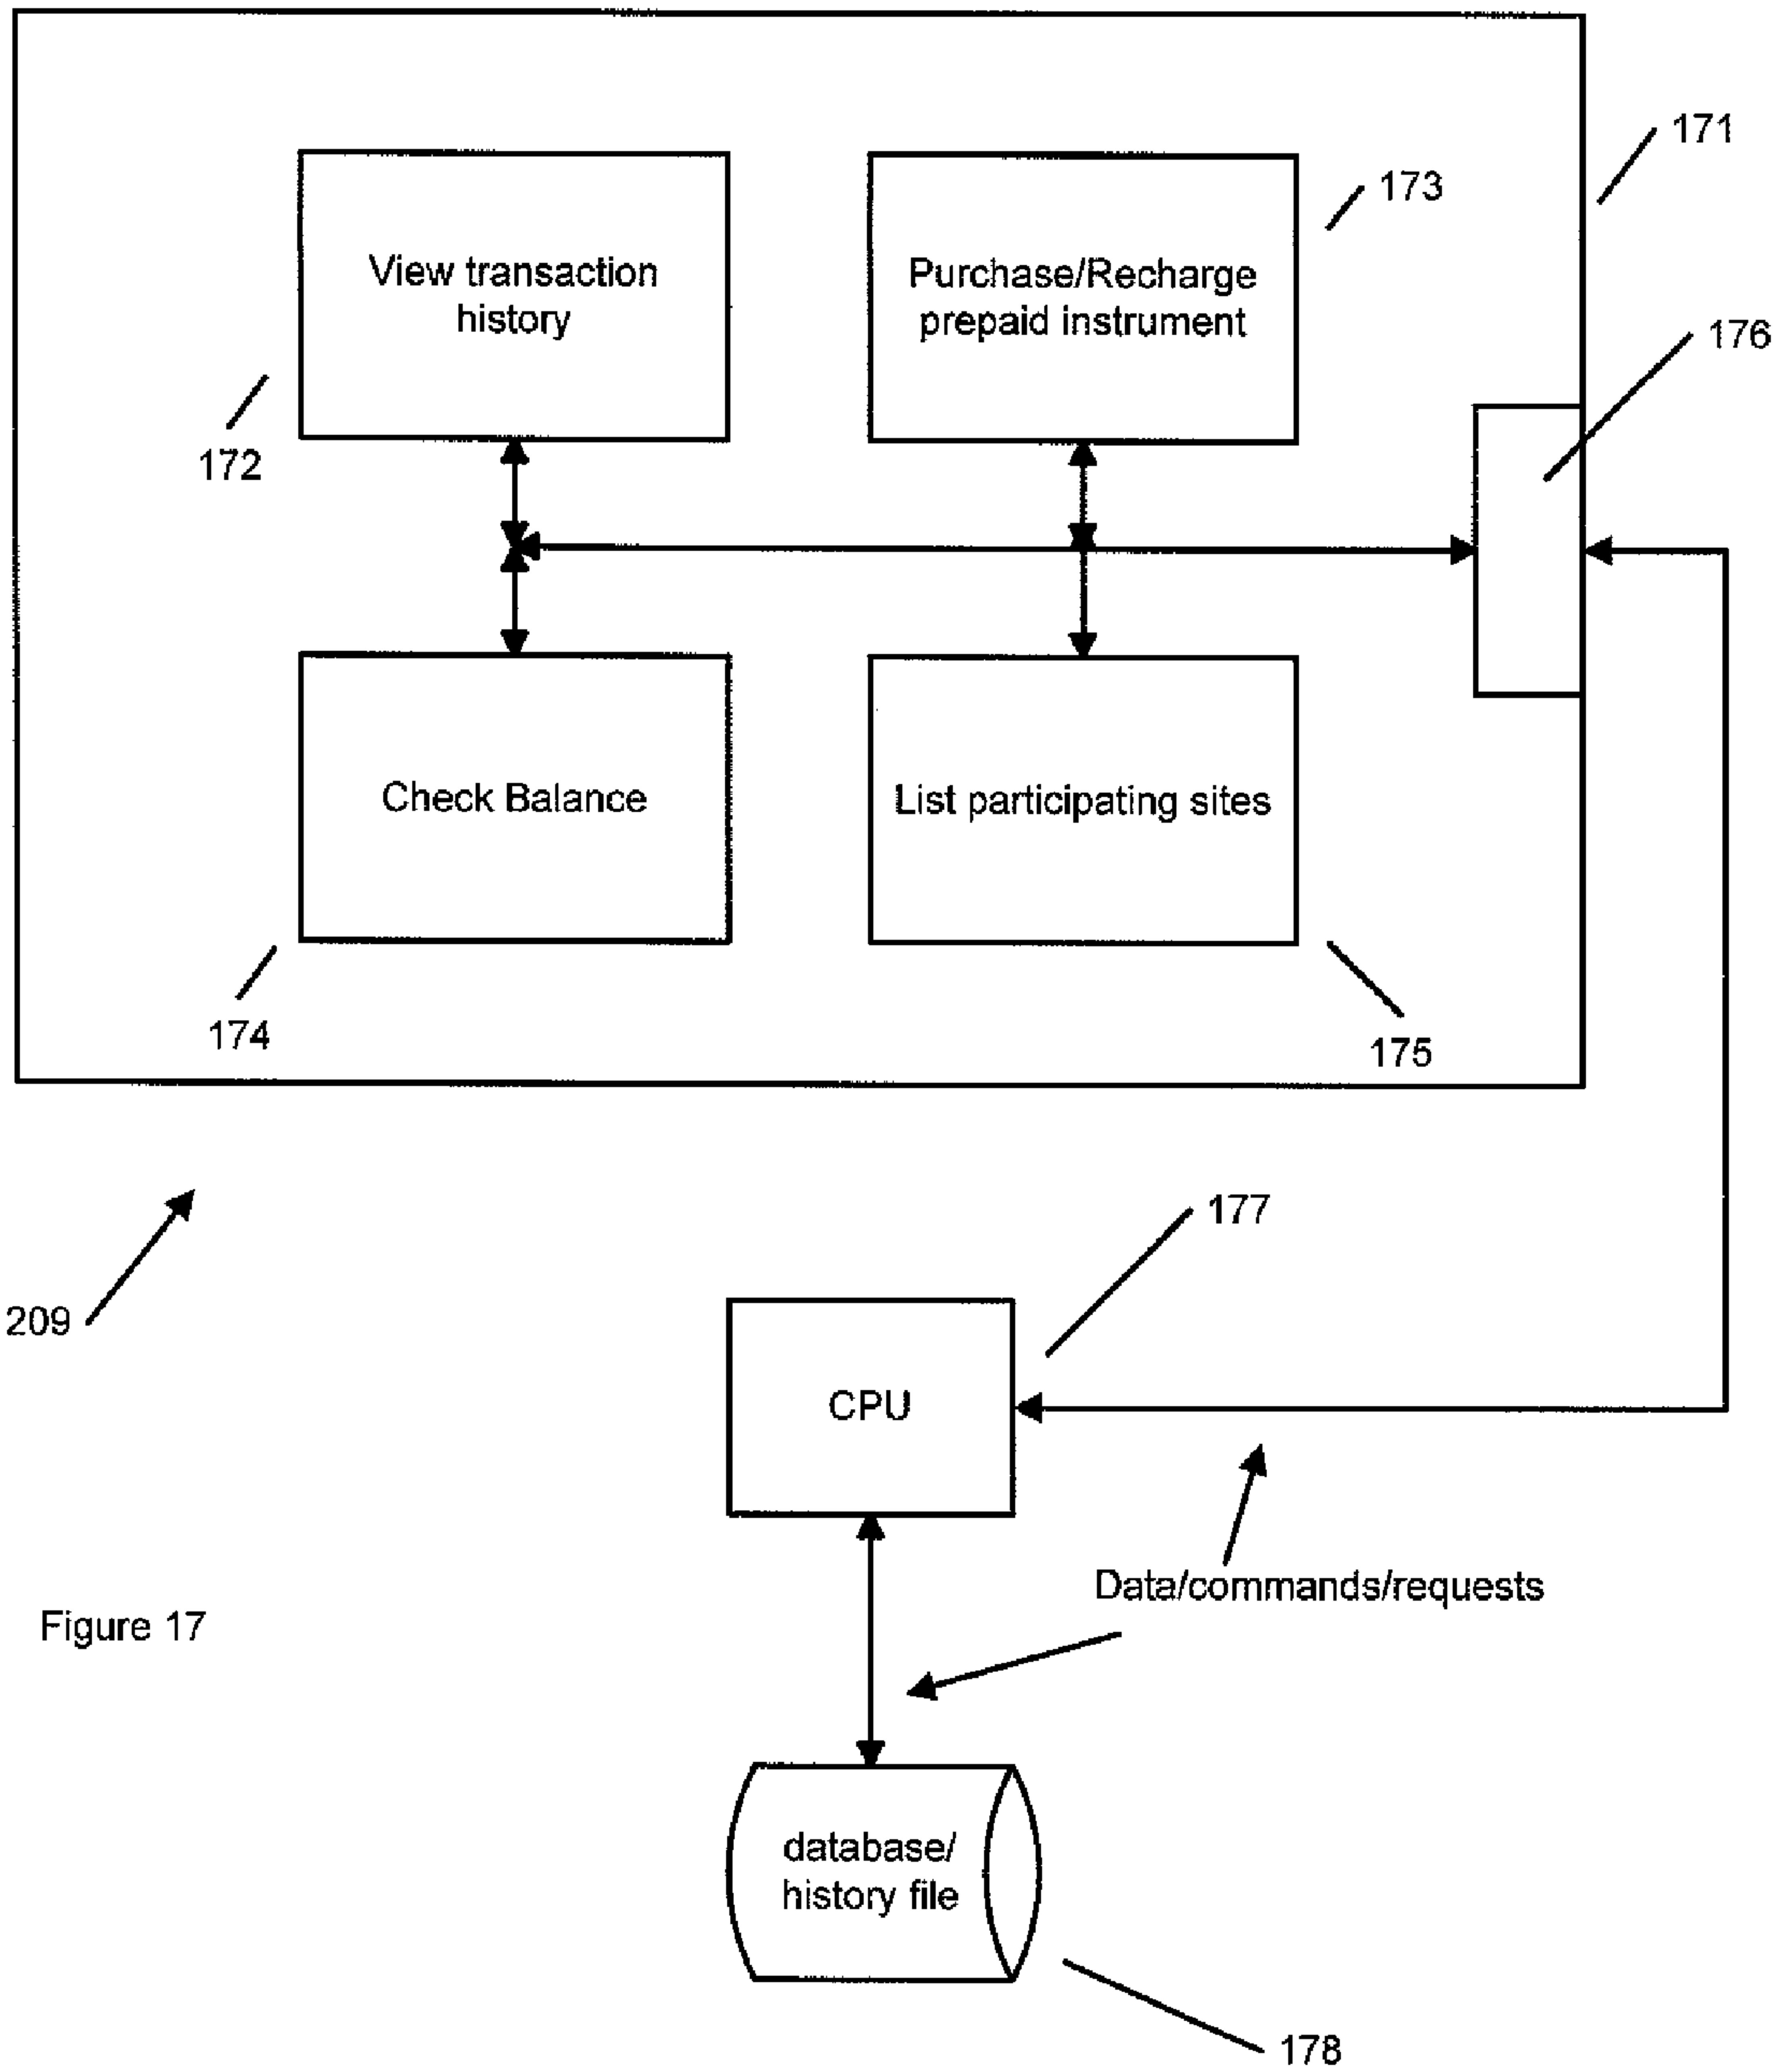 171
173
View transaction
history
Purchase/Recharge
prepaid instrument
176
172
Check Balance
List participating sites
174
175
177
209
CPU
Data/commands/requests
Figure 17
database/
history file
178